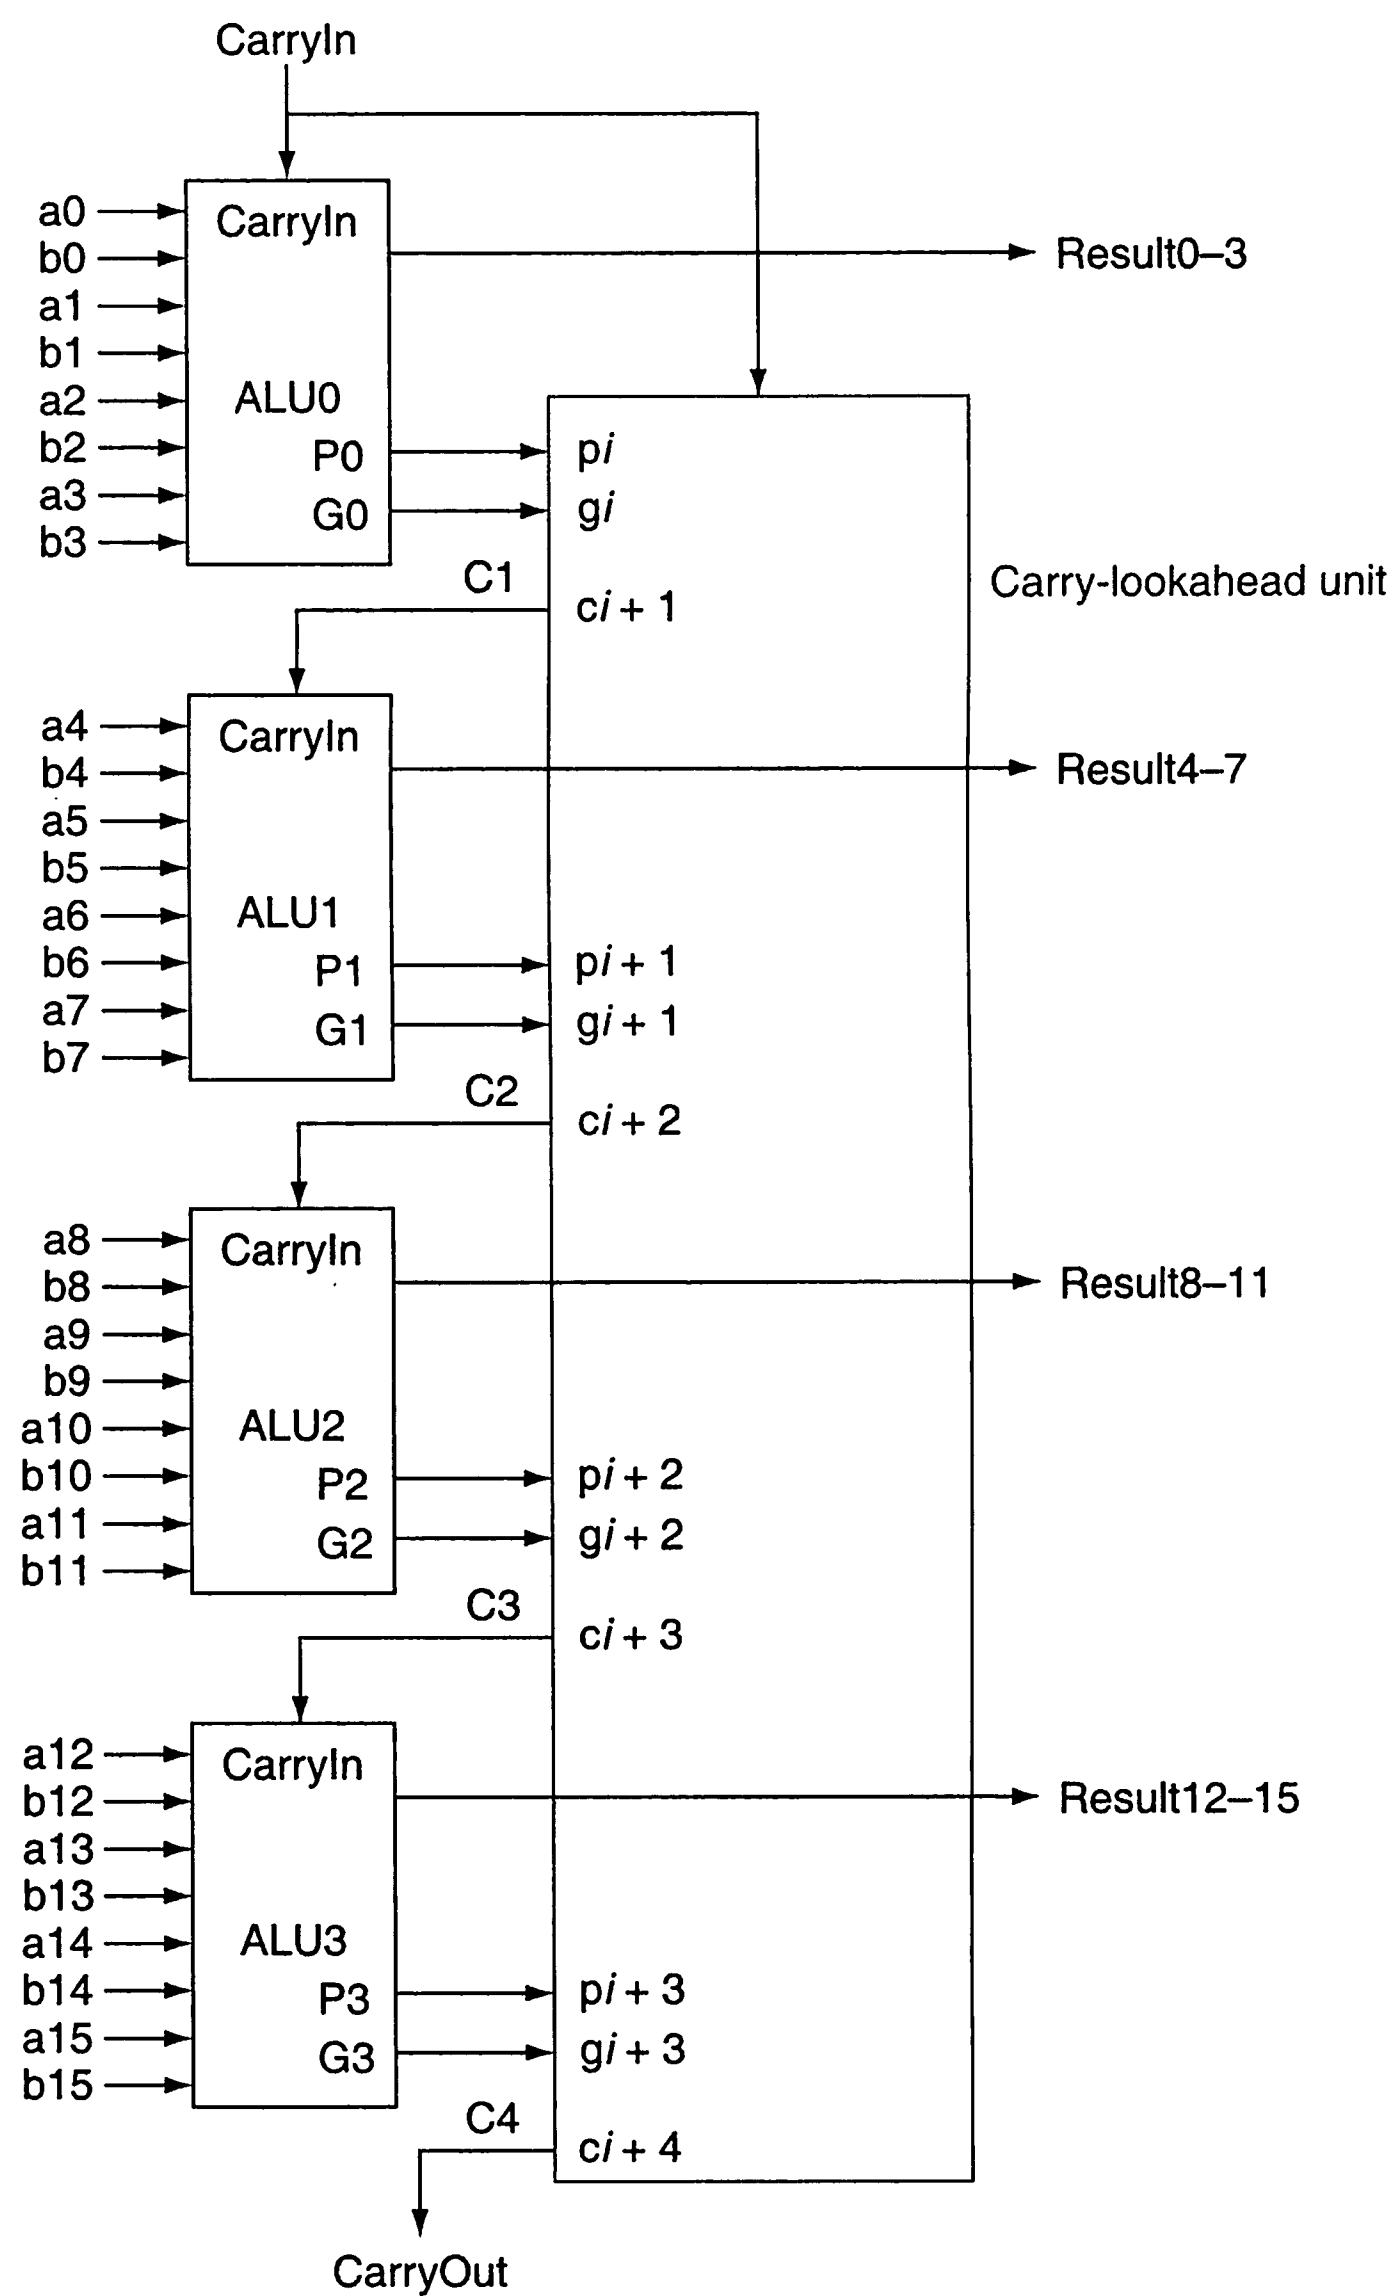 CarryIn
a0
CarryIn
b0
Result0–3
a1
b1
a2
ALU0
b2
P0
pi
a3
G0
gi
b3
C1
ci + 1
Carry-lookahead unit
a4
CarryIn
b4
Result4–7
a5
b5
a6
ALU1
b6
P1
pi + 1
a7
G1
gi + 1
b7
C2
ci + 2
a8
CarryIn
b8
Result8–11
a9
b9
a10
ALU2
b10
P2
pi + 2
a11
G2
gi + 2
b11
C3
ci + 3
a12
CarryIn
b12
Result12–15
a13
b13
a14
ALU3
b14
P3
pi + 3
a15
G3
gi + 3
b15
C4
ci + 4
CarryOut